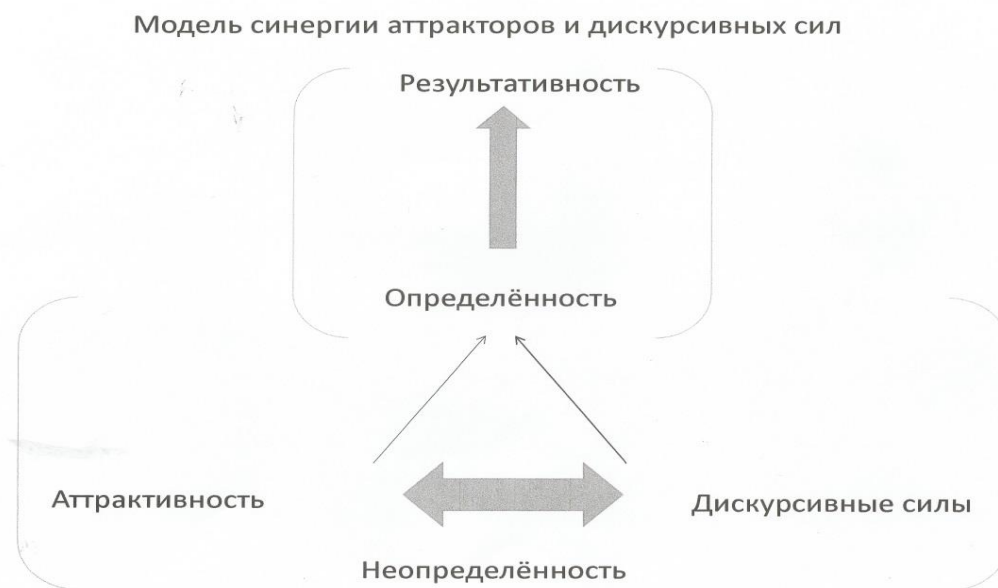 Модель синергии аттракторов и дискурсивных сил
Результативность
Определённость
Аттрактивность
Дискурсивные силы
Неопределённость